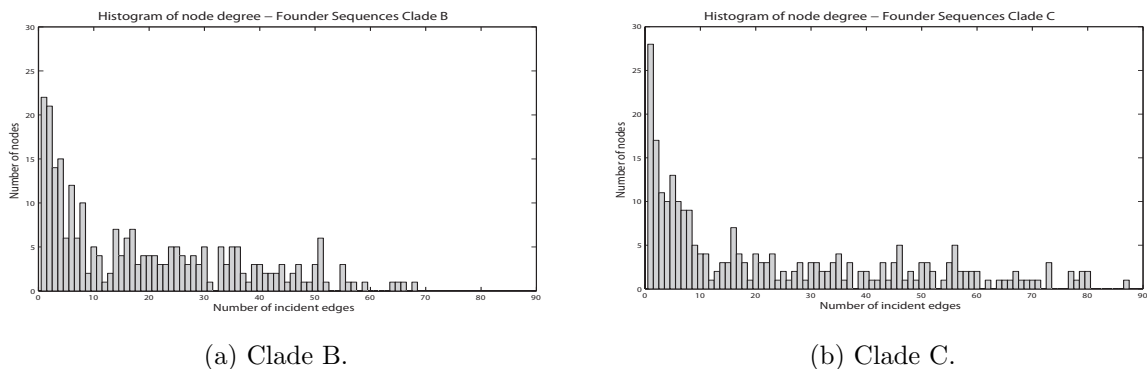 Histogram of node degree – Founder Sequences Clade B
30
25
20
15
10
5
0
Number of nodes
0 10 20 30 40 50 60 70 80 90
Number of incident edges
(a) Clade B.
Histogram of node degree – Founder Sequences Clade C
30
25
20
15
10
5
0
Number of nodes
0 10 20 30 40 50 60 70 80 90
Number of incident edges
(b) Clade C.